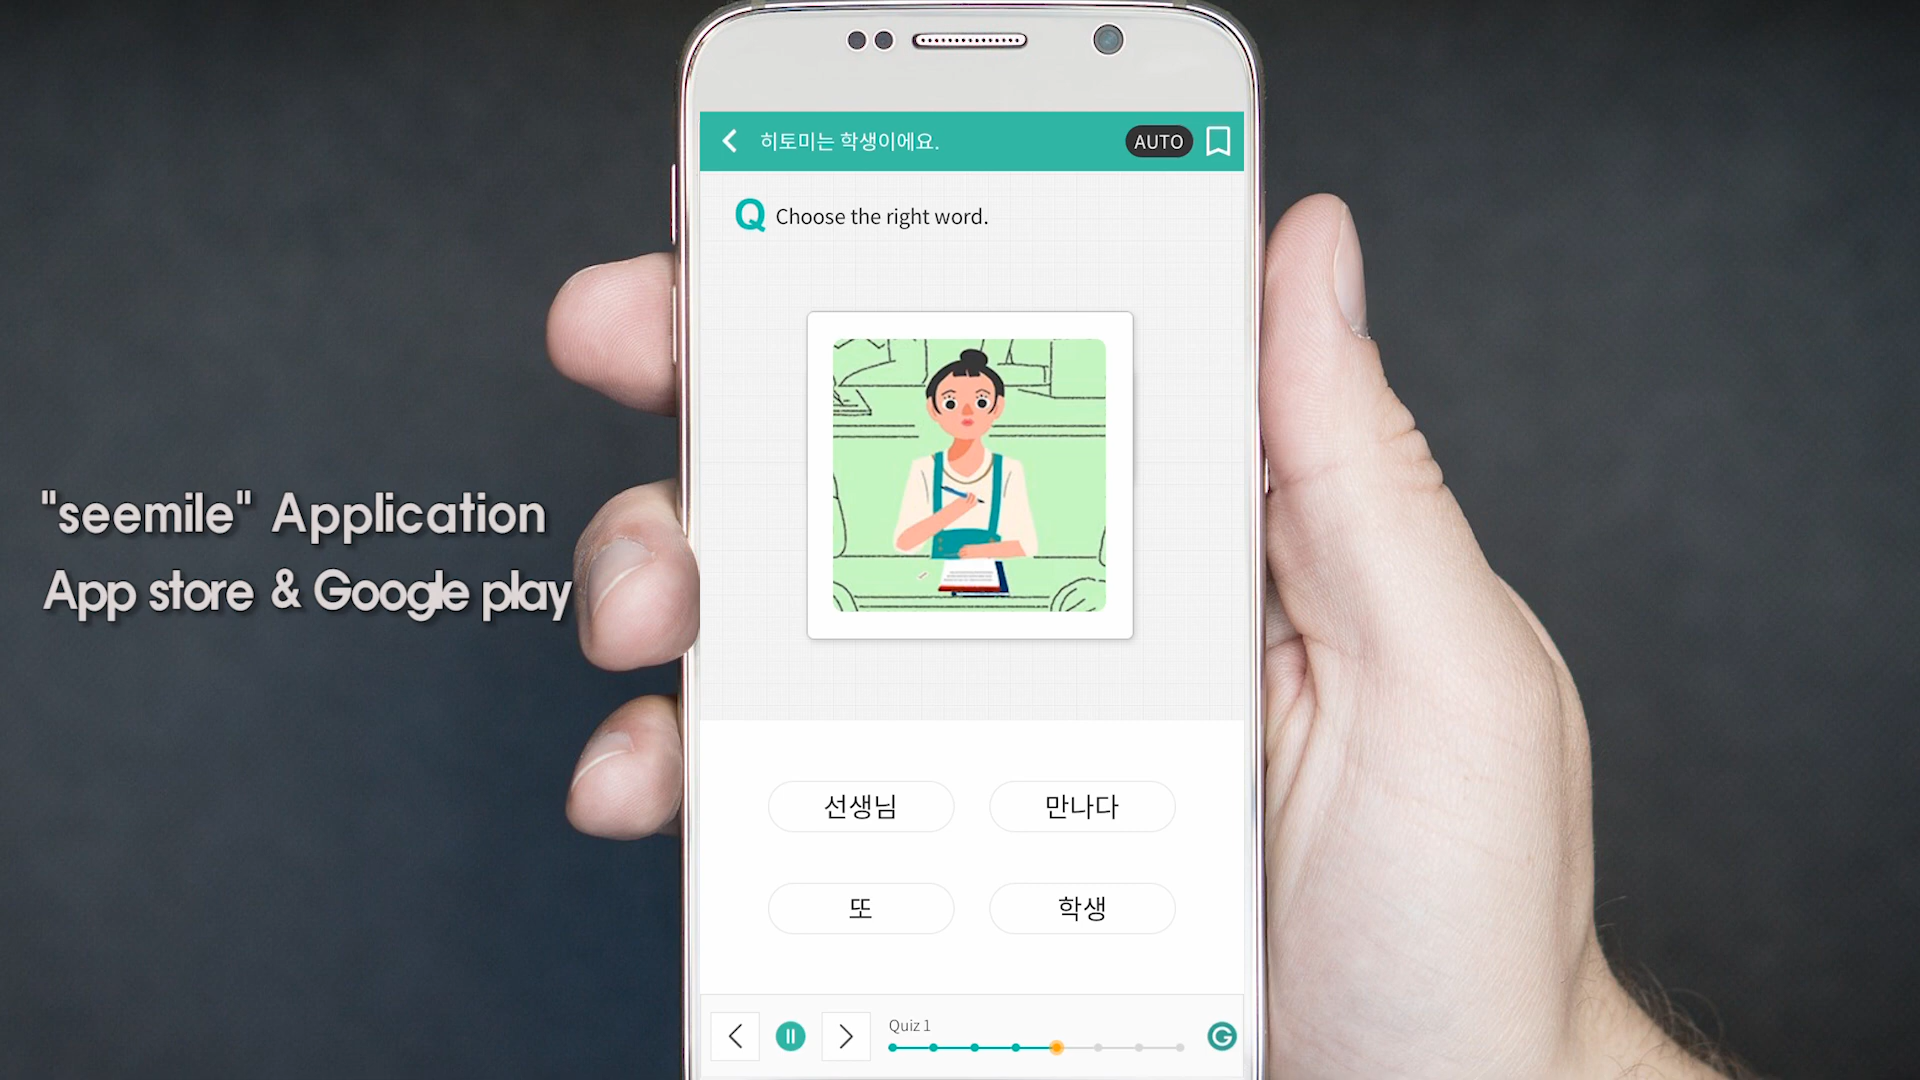 히토미는 학생이에요.
AUTO
Q Choose the right word.
"seemile" Application
App store & Google play
선생님
만나다
또
학생
Quiz 1
G